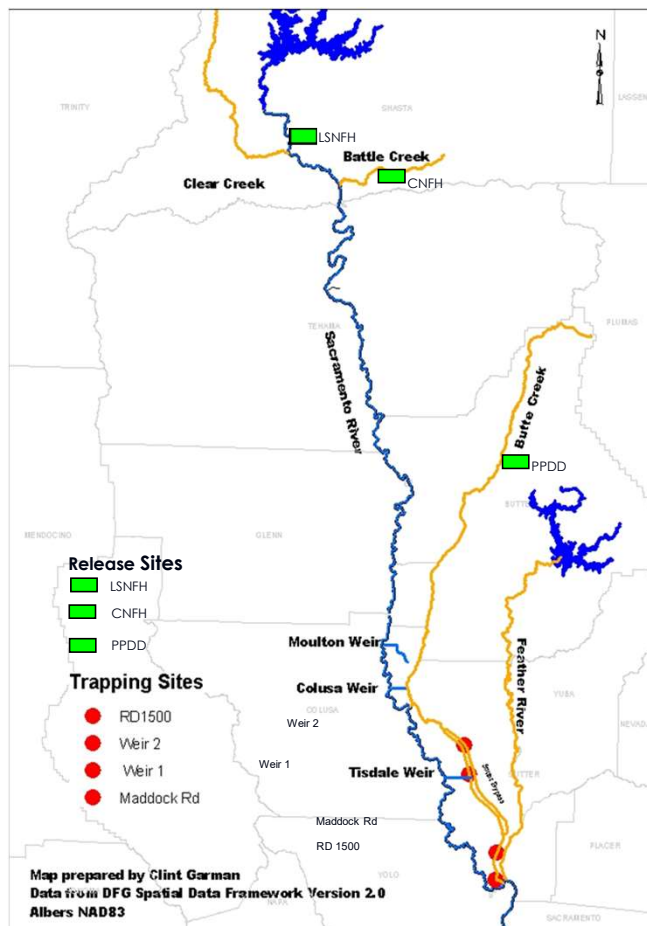 N
TRINITY
SHASTA
LASSEN
LSNFH
Battle Creek
Clear Creek
CNFH
PLUMAS
TEHAMA
Sacramento River
Butte Creek
PPDD
BUTTE
MENDOCINO
GLENN
Release Sites
LSNFH
CNFH
PPDD
Moulton Weir
Feather River
Colusa Weir
YUBA
COLUSA
Trapping Sites
RD1500
Weir 2
Weir 2
NEVADA
Weir 1
Weir 1
Tisdale Weir
Sutter Bypass
SUTTER
Maddock Rd
Maddock Rd
RD 1500
PLACER
Map prepared by Clint Garman
YOLO
Data from DFG Spatial Data Framework Version 2.0
NAPA
Albers NAD83
SACRAMENTO